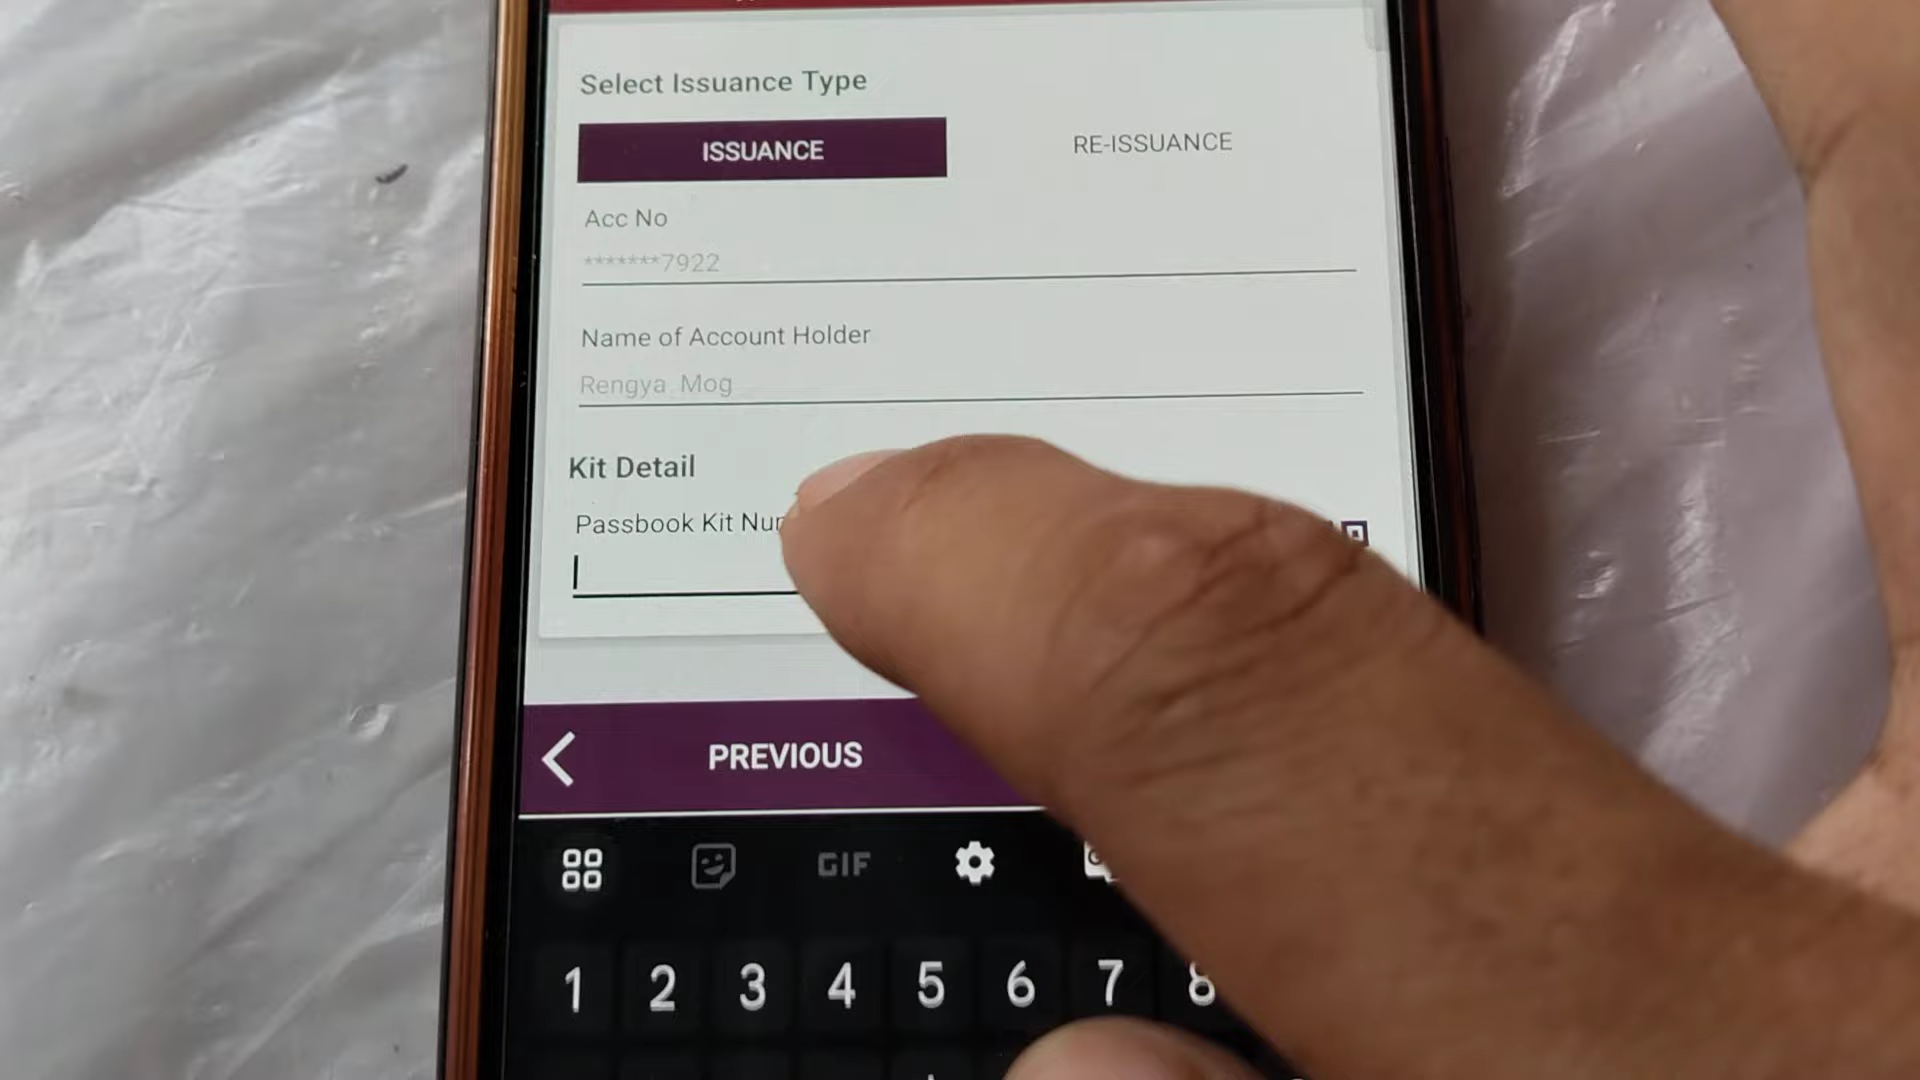 Select Issuance Type
ISSUANCE
RE-ISSUANCE
Acc No
*******7922
Name of Account Holder
Rengya Mog
Kit Detail
Passbook Kit
PREVIOUS
GIF
1 2 3 4 5 6 7 8